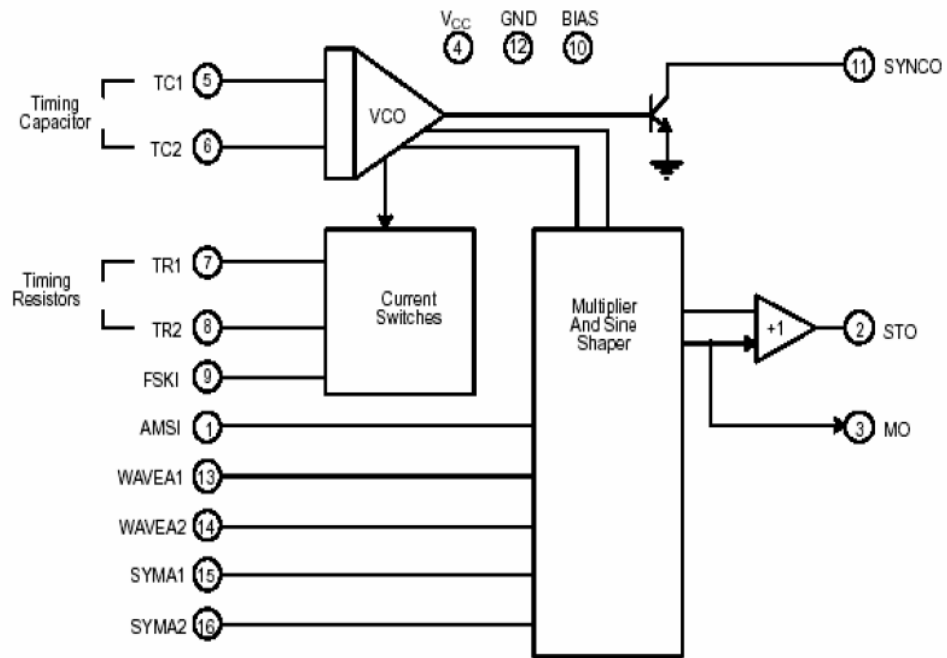 VCC GND BIAS
4 12 10
TC1 5
11 SYNCO
Timing
Capacitor
VCO
TC2 6
TR1 7
Timing
Resistors
TR2 8
Current
Switches
Multiplier
And Sine
Shaper
+1
2 STO
FSKI 9
AMSI 1
3 MO
WAVEA1 13
WAVEA2 14
SYMA1 15
SYMA2 16